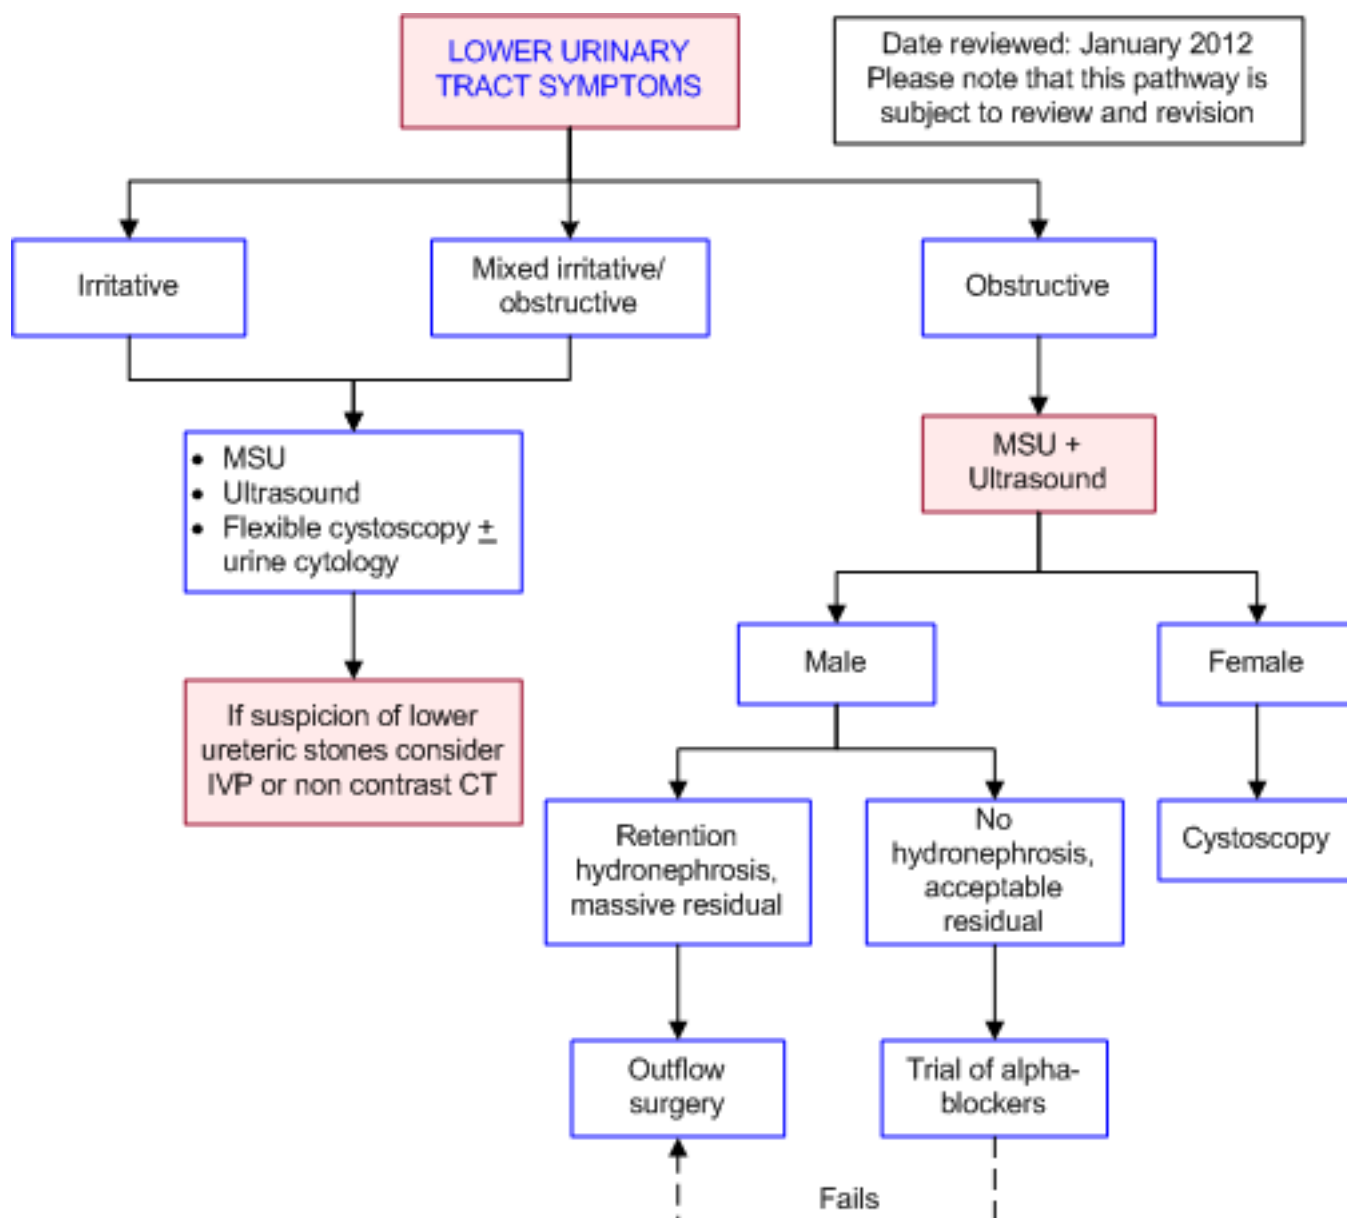 LOWER URINARY
TRACT SYMPTOMS
Date reviewed: January 2012
Please note that this pathway is
subject to review and revision
Irritative
Mixed irritative/
obstructive
Obstructive
• MSU
• Ultrasound
• Flexible cystoscopy ±
urine cytology
MSU +
Ultrasound
If suspicion of lower
ureteric stones consider
IVP or non contrast CT
Male
Female
Retention
hydronephrosis,
massive residual
No
hydronephrosis,
acceptable
residual
Cystoscopy
Outflow
surgery
Trial of alpha-
blockers
Fails